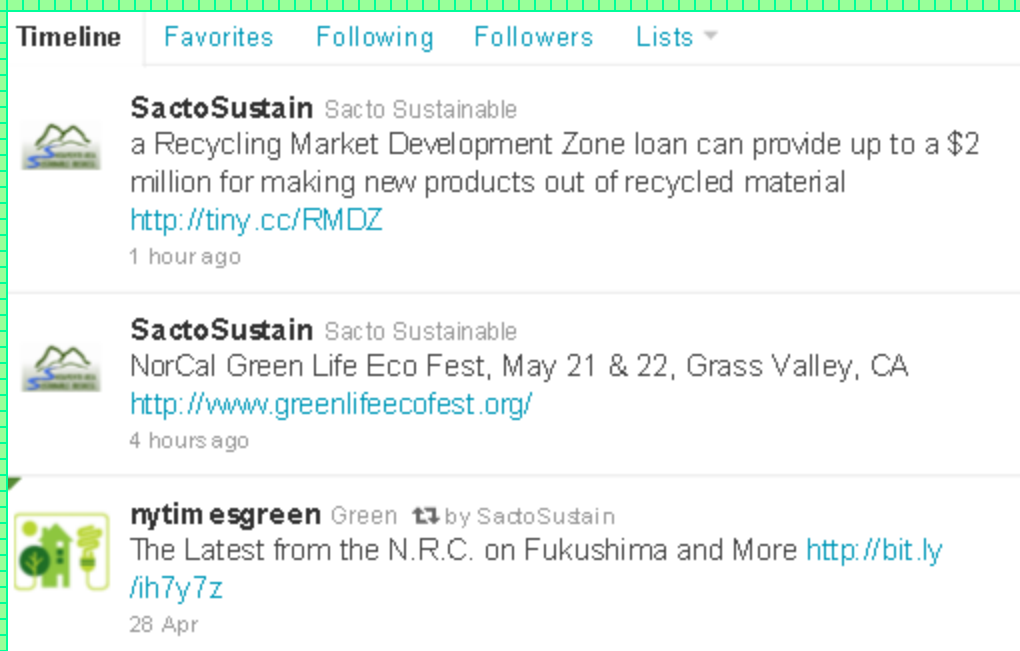 Timeline Favorites Following Followers Lists
SactoSustain Sacto Sustainable
a Recycling Market Development Zone loan can provide up to a $2
million for making new products out of recycled material
http://tiny.cc/RMDZ
1 hour ago
SactoSustain Sacto Sustainable
NorCal Green Life Eco Fest, May 21 & 22, Grass Valley, CA
http://www.greenlifeecofest.org/
4 hours ago
nytimesgreen Green by SactoSustain
The Latest from the N.R.C. on Fukushima and More http://bit.ly
/ih7y7z
28 Apr